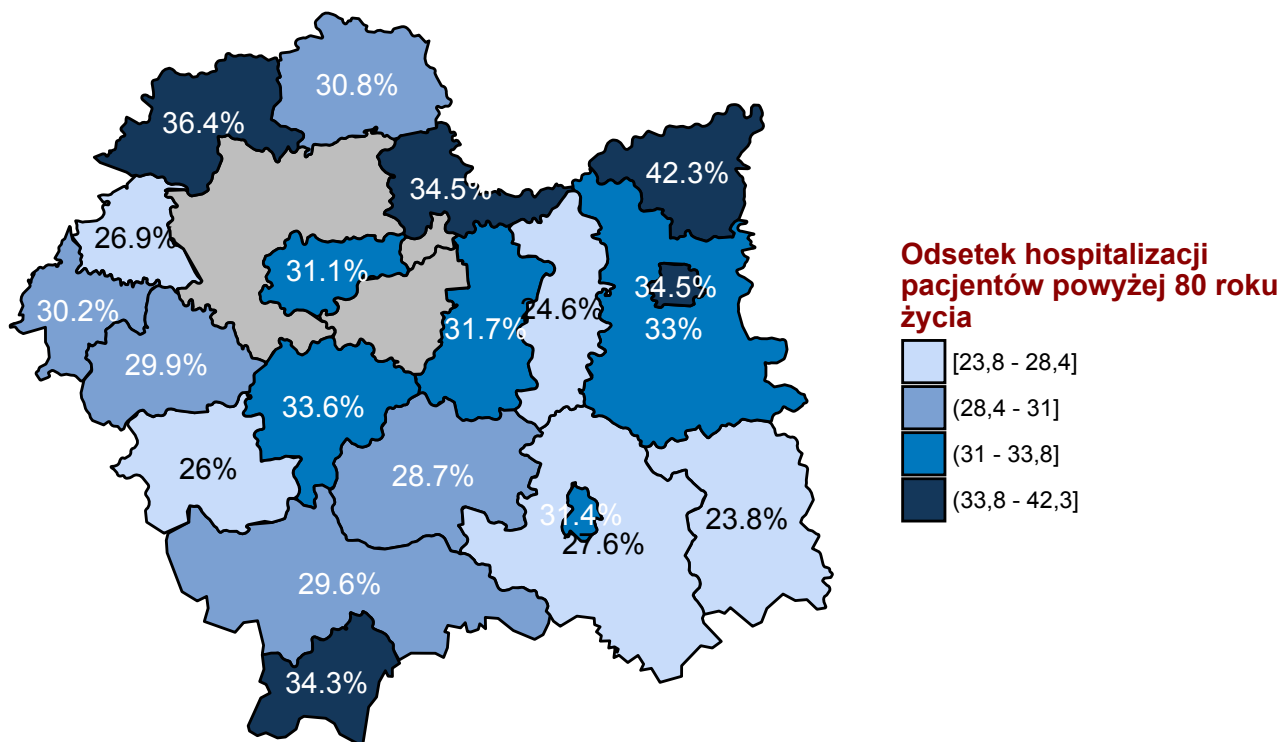 30.8%
36.4%
42.3%
34.5%
26.9%
31.1%
34.5%
30.2%
24.6%
31.7%
33%
29.9%
33.6%
26%
28.7%
31.4%
23.8%
27.6%
29.6%
34.3%
Odsetek hospitalizacji
pacjentów powyżej 80 roku
życia
[23,8 - 28,4]
(28,4 - 31]
(31 - 33,8]
(33,8 - 42,3]